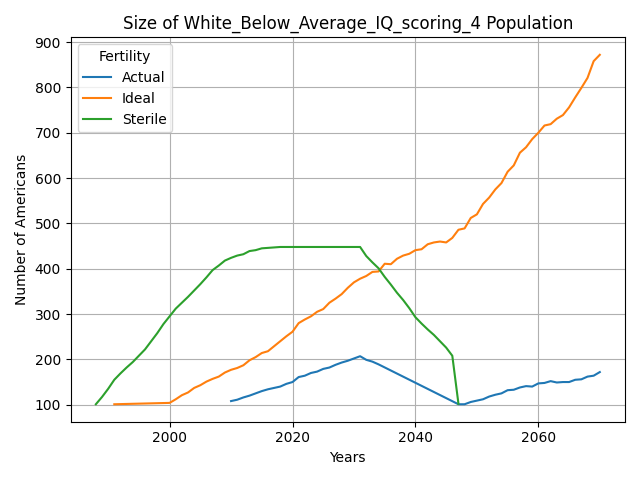 Size of White_Below_Average_IQ_scoring_4 Population
Number of Americans
900
800
700
600
500
400
300
200
100
Fertility
Actual
Ideal
Sterile
2000
2020
2040
2060
Years